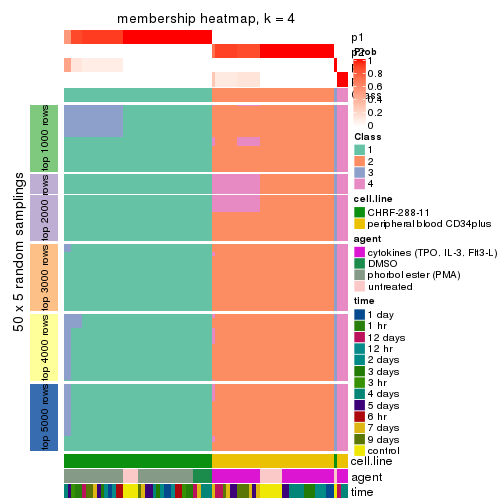 membership heatmap, k = 4
p1
p2
Prob
1
0.8
0.6
0.4
0.2
0
Class
1
2
3
4
cell.line
CHRF-288-11
peripheral blood CD34plus
agent
cytokines (TPO, IL-3, Flt3-L)
DMSO
phorbol ester (PMA)
untreated
time
1 day
1 hr
12 days
12 hr
2 days
3 days
3 hr
4 days
5 days
6 hr
7 days
9 days
control
50 x 5 random samplings
top 1000 rows
top 2000 rows
top 3000 rows
top 4000 rows
top 5000 rows
cell.line
agent
time